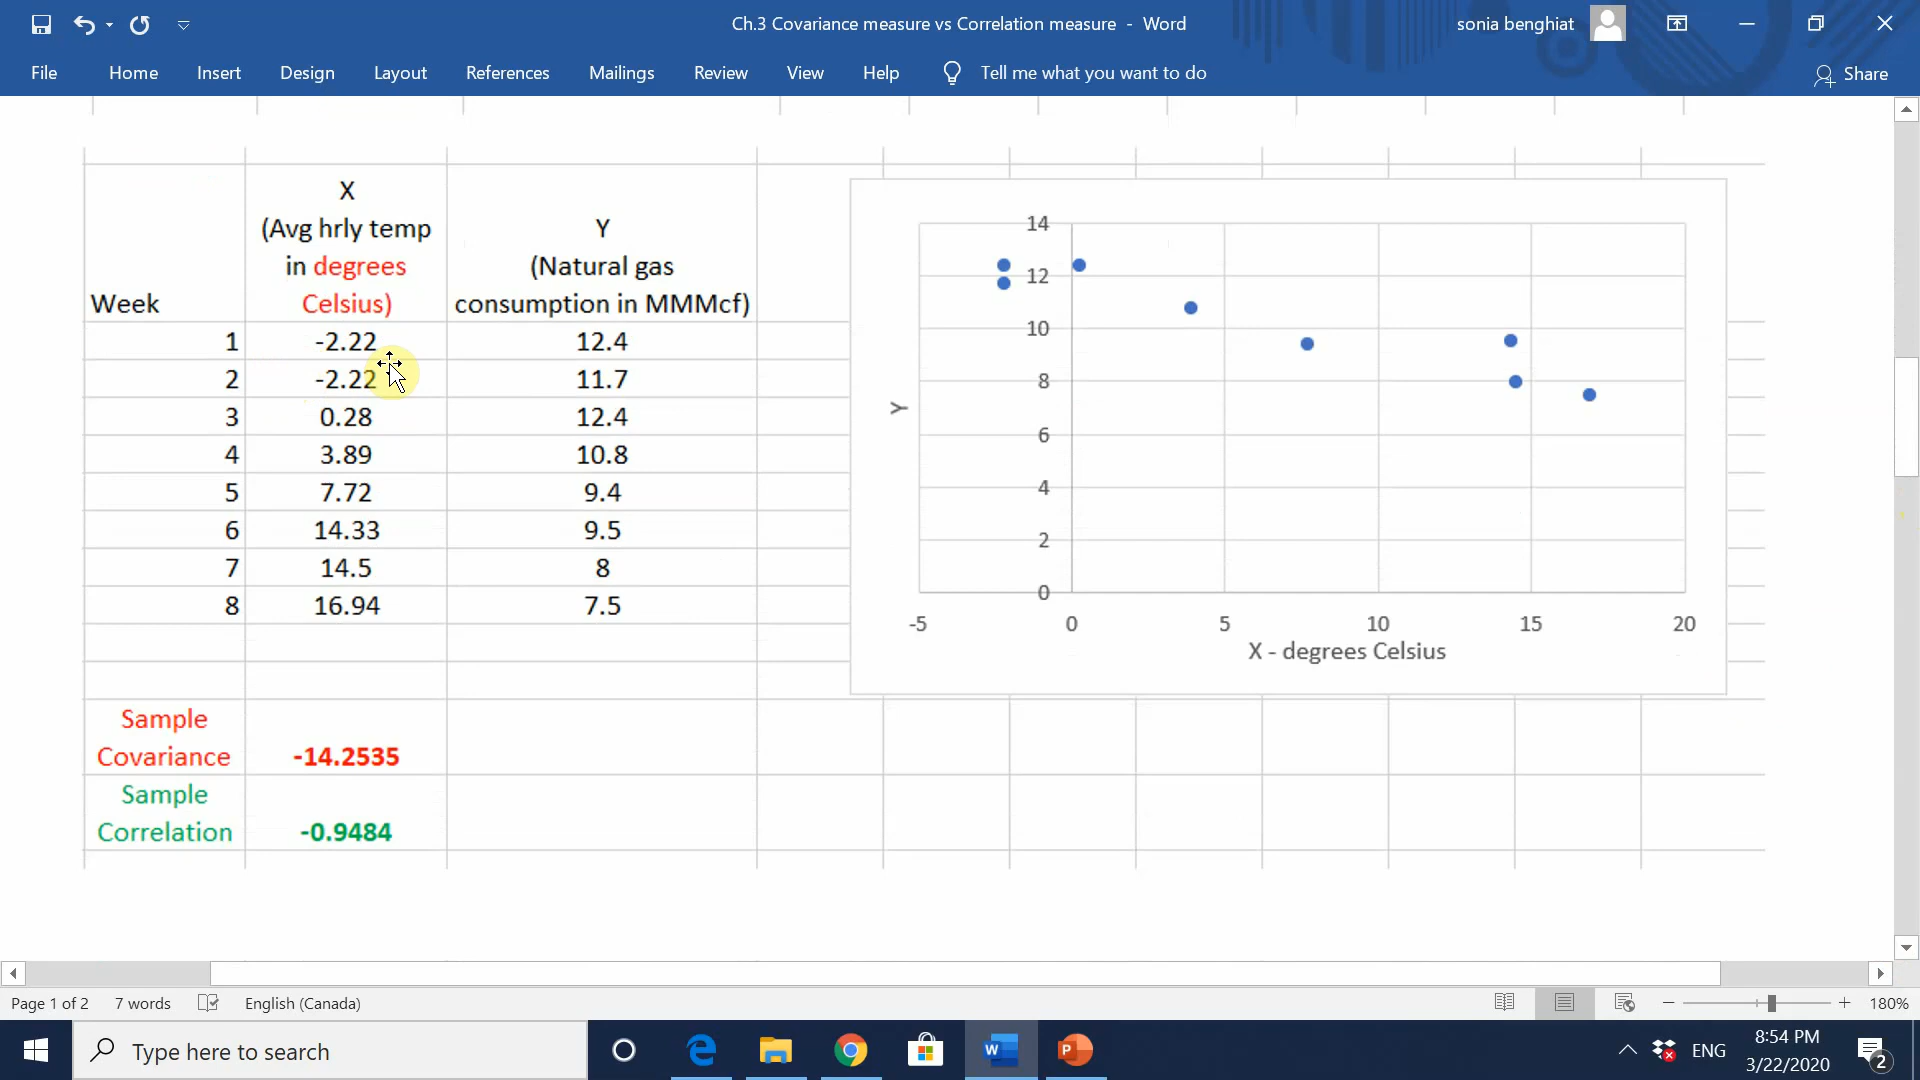 Ch.3 Covariance measure vs Correlation measure - Word
sonia benghiat
File Home Insert Design Layout References Mailings Review View Help Tell me what you want to do Share
X
(Avg hrly temp
in degrees
Celsius)
Y
(Natural gas
consumption in MMMcf)
Week
1 -2.22 12.4
2 -2.22 11.7
3 0.28 12.4
4 3.89 10.8
5 7.72 9.4
6 14.33 9.5
7 14.5 8
8 16.94 7.5
Sample
Covariance -14.2535
Sample
Correlation -0.9484
14
12
10
8
6
4
2
0
Y
-5 0 5 10 15 20
X - degrees Celsius
Page 1 of 2 7 words English (Canada) 180%
Type here to search
W
P
ENG
8:54 PM
3/22/2020
2